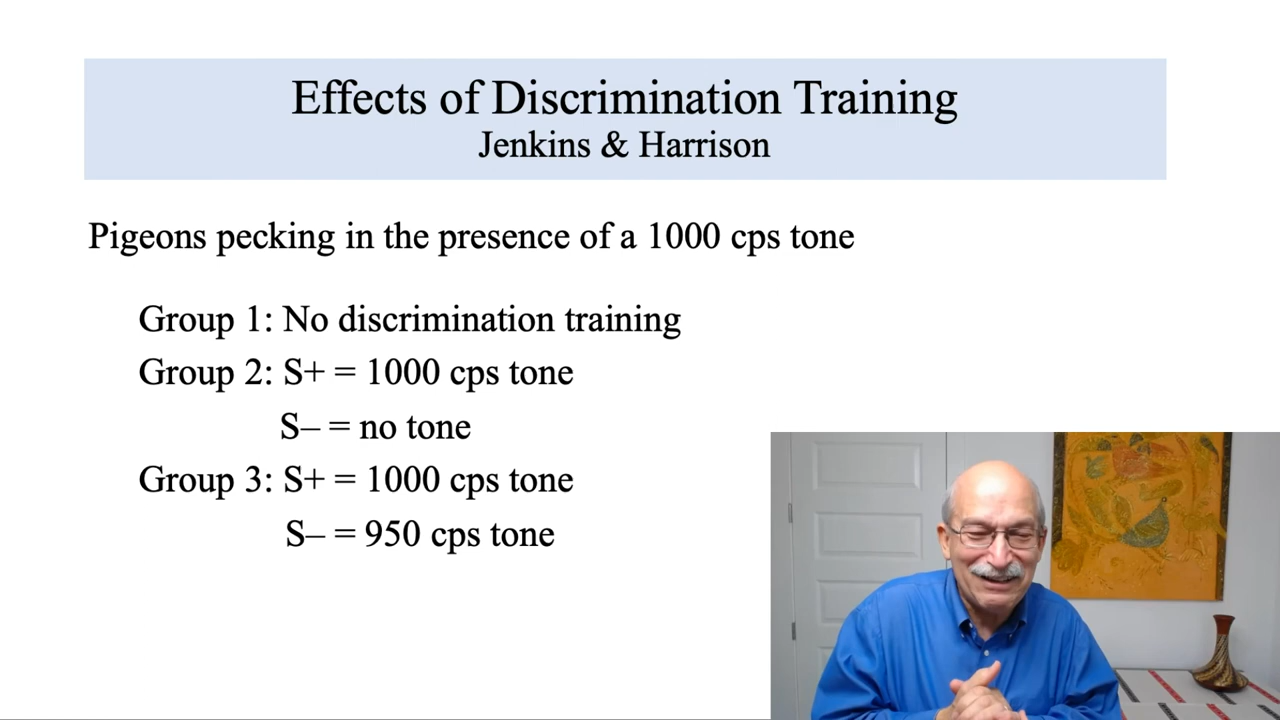 Effects of Discrimination Training
Jenkins & Harrison
Pigeons pecking in the presence of a 1000 cps tone
Group 1: No discrimination training
Group 2: S+ = 1000 cps tone
S– = no tone
Group 3: S+ = 1000 cps tone
S– = 950 cps tone